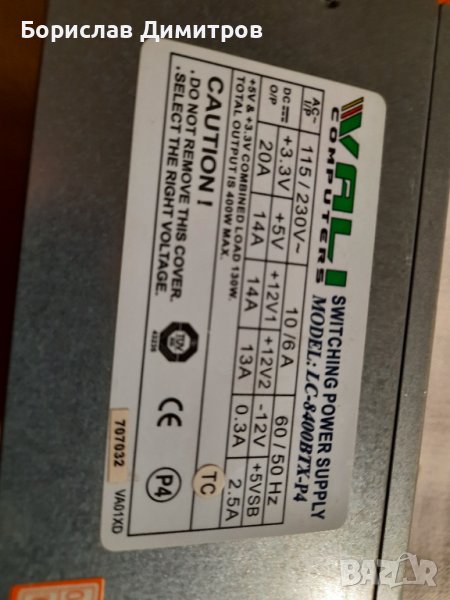 Борислав Димитров
VALI
COMPUTERS
SWITCHING POWER SUPPLY
MODEL: LC-8400BTX-P4
AC~ I/P 115 / 230V~ 10 /6 A 60 / 50 Hz
DC O/P +3.3V +5V +12V1 +12V2 -12V +5VSB
20A 14A 14A 13A 0.3A 2.5A
+5V & +3.3V COMBINED LOAD 130W.
TOTAL OUTPUT IS 400W MAX.
CAUTION !
. DO NOT REMOVE THIS COVER.
. SELECT THE RIGHT VOLTAGE.
TC
CE
P4
707032
VA01XD
BAZAR